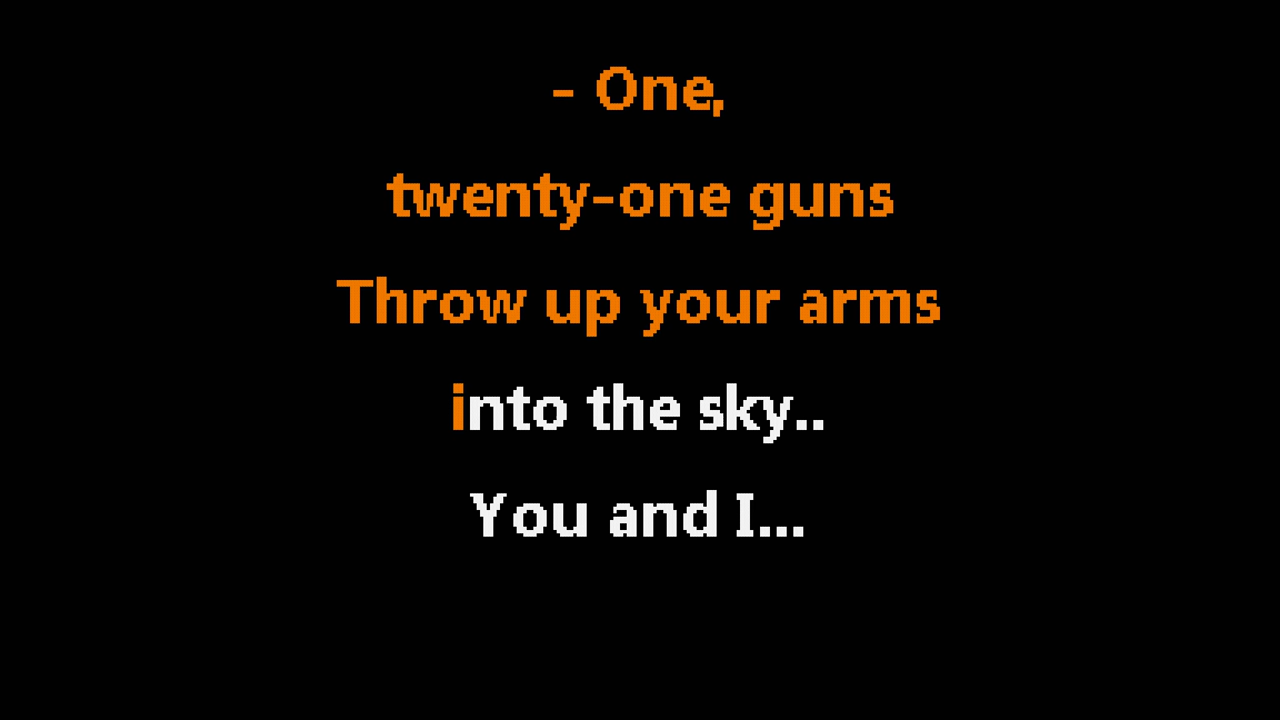 - One,
twenty-one guns
Throw up your arms
into the sky..
You and I...